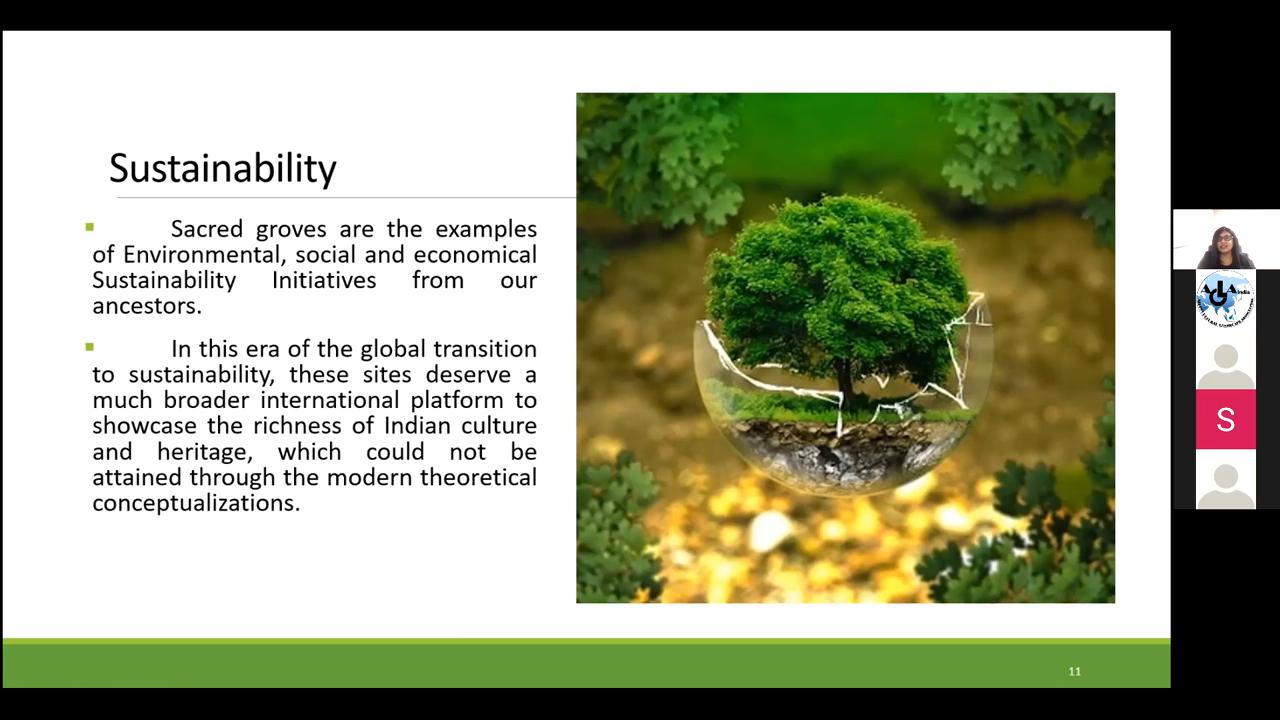 Sustainability
Sacred groves are the examples
of Environmental, social and economical
Sustainability Initiatives from our
ancestors.
In this era of the global transition
to sustainability, these sites deserve a
much broader international platform to
showcase the richness of Indian culture
and heritage, which could not be
attained through the modern theoretical
conceptualizations.
11
S